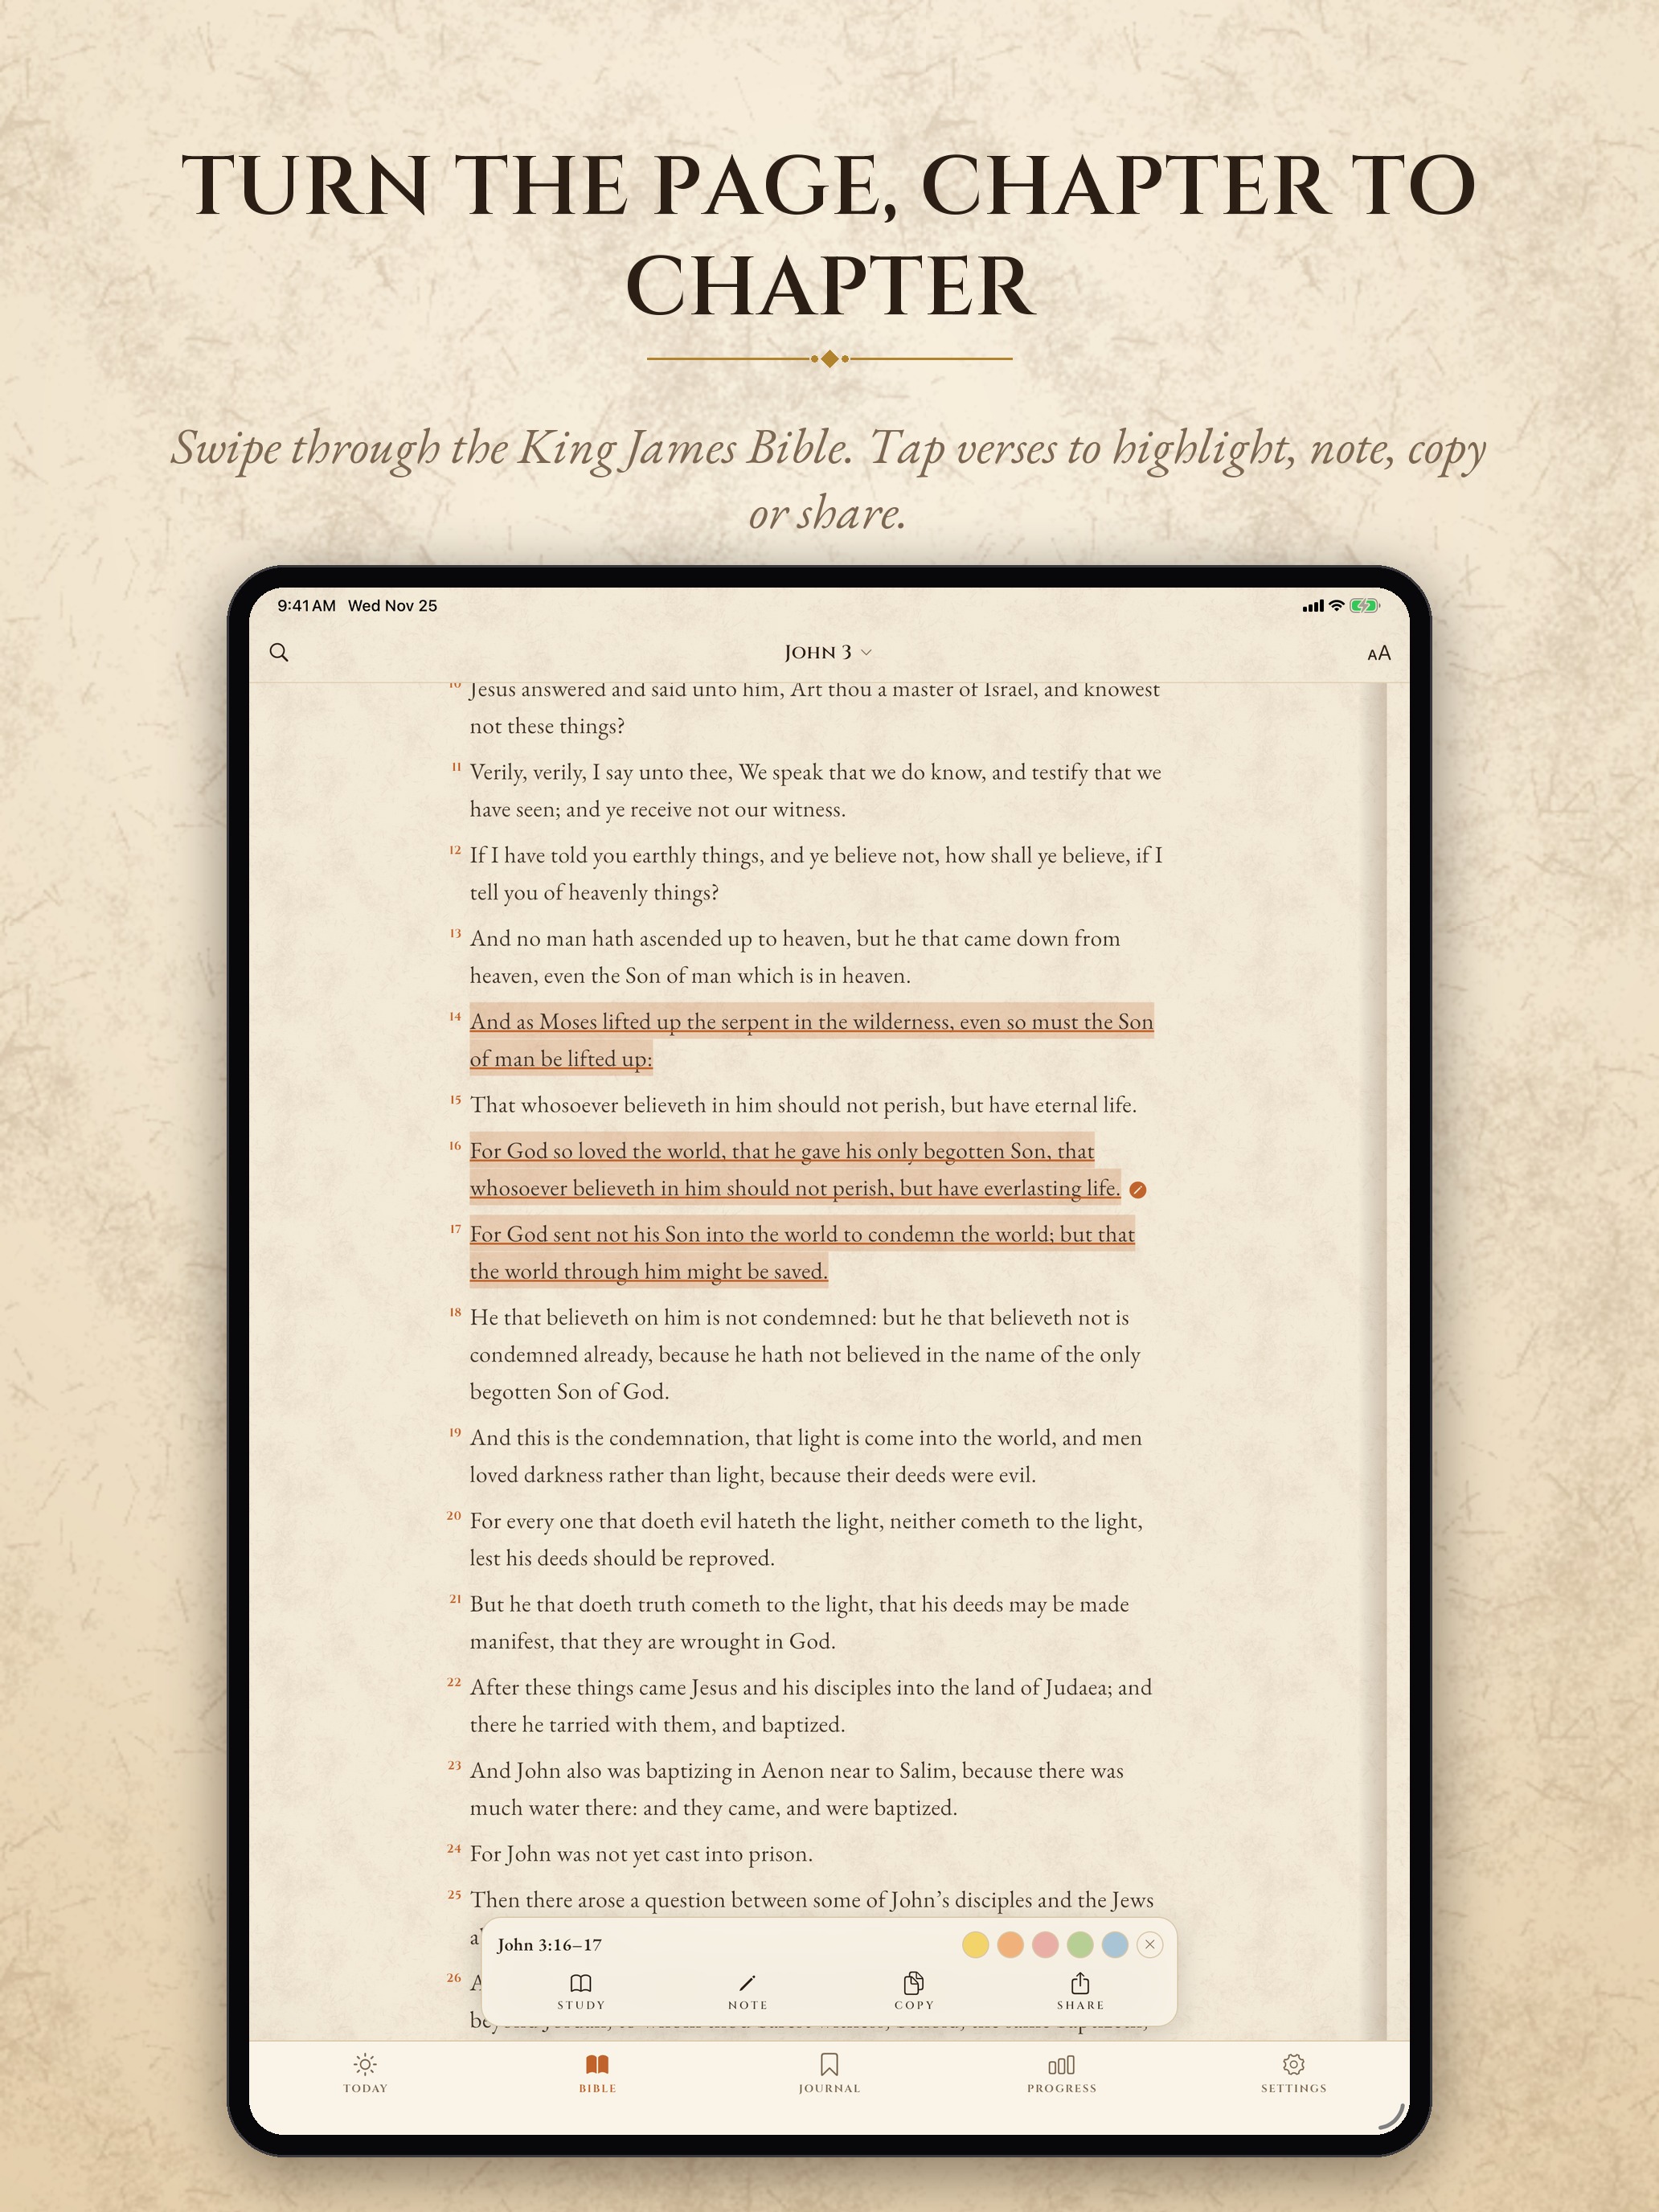 TURN THE PAGE, CHAPTER TO
CHAPTER
Swipe through the King James Bible. Tap verses to highlight, note, copy
or share.
9:41 AM Wed Nov 25
JOHN 3
AA
10 Jesus answered and said unto him, Art thou a master of Israel, and knowest
not these things?
11 Verily, verily, I say unto thee, We speak that we do know, and testify that we
have seen; and ye receive not our witness.
12 If I have told you earthly things, and ye believe not, how shall ye believe, if I
tell you of heavenly things?
13 And no man hath ascended up to heaven, but he that came down from
heaven, even the Son of man which is in heaven.
14 And as Moses lifted up the serpent in the wilderness, even so must the Son
of man be lifted up:
15 That whosoever believeth in him should not perish, but have eternal life.
16 For God so loved the world, that he gave his only begotten Son, that
whosoever believeth in him should not perish, but have everlasting life.
17 For God sent not his Son into the world to condemn the world; but that
the world through him might be saved.
18 He that believeth on him is not condemned: but he that believeth not is
condemned already, because he hath not believed in the name of the only
begotten Son of God.
19 And this is the condemnation, that light is come into the world, and men
loved darkness rather than light, because their deeds were evil.
20 For every one that doeth evil hateth the light, neither cometh to the light,
lest his deeds should be reproved.
21 But he that doeth truth cometh to the light, that his deeds may be made
manifest, that they are wrought in God.
22 After these things came Jesus and his disciples into the land of Judaea; and
there he tarried with them, and baptized.
23 And John also was baptizing in Aenon near to Salim, because there was
much water there: and they came, and were baptized.
24 For John was not yet cast into prison.
25 Then there arose a question between some of John's disciples and the Jews
26
John 3:16–17
STUDY NOTE COPY SHARE
TODAY BIBLE JOURNAL PROGRESS SETTINGS